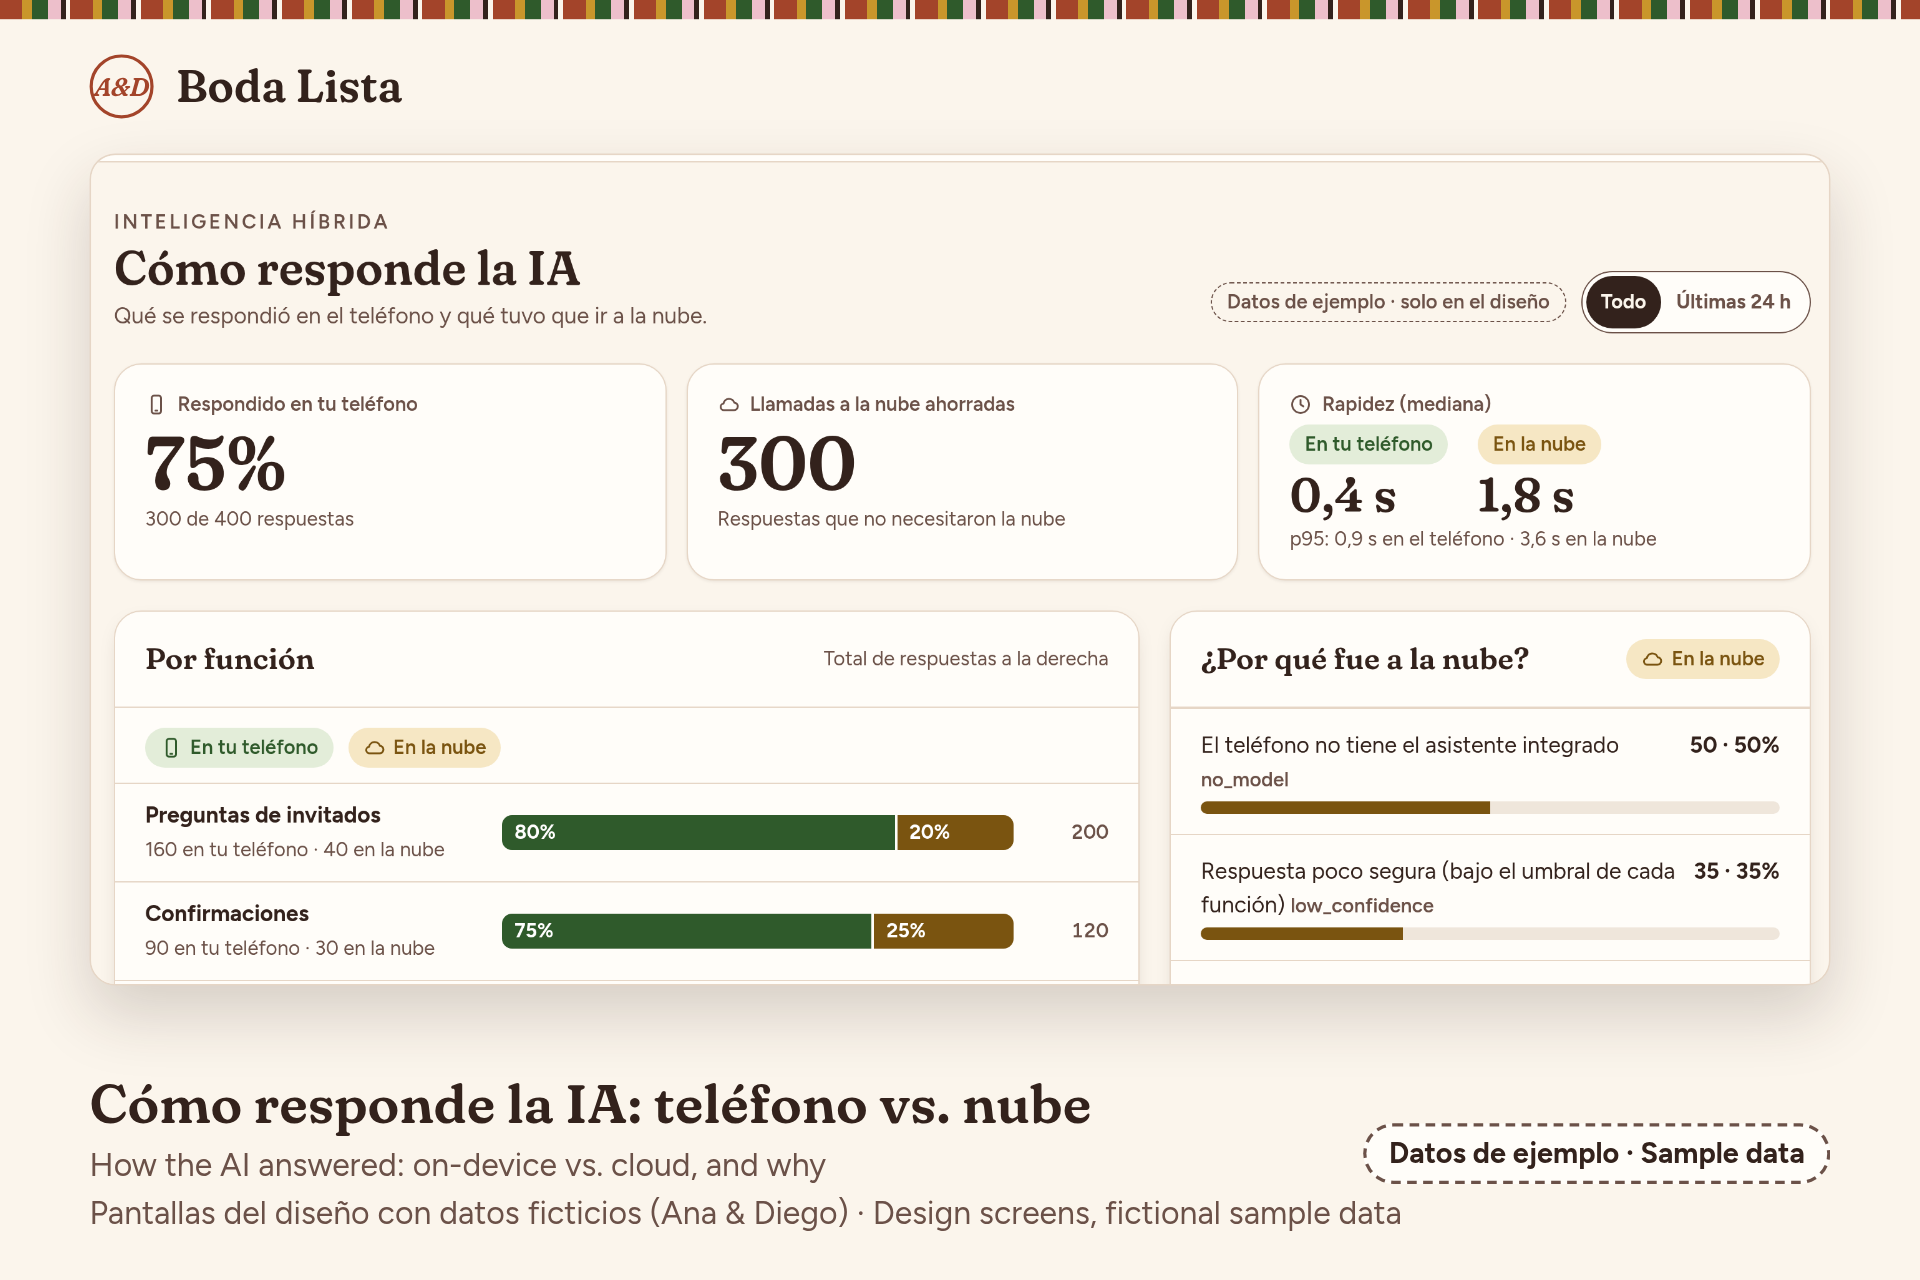 A&D
Boda Lista
INTELIGENCIA HÍBRIDA
Cómo responde la IA
Qué se respondió en el teléfono y qué tuvo que ir a la nube.
Datos de ejemplo · solo en el diseño
Todo
Últimas 24 h
Respondido en tu teléfono
75%
300 de 400 respuestas
Llamadas a la nube ahorradas
300
Respuestas que no necesitaron la nube
Rapidez (mediana)
En tu teléfono
En la nube
0,4 s
1,8 s
p95: 0,9 s en el teléfono · 3,6 s en la nube
Por función
Total de respuestas a la derecha
En tu teléfono
En la nube
Preguntas de invitados
160 en tu teléfono · 40 en la nube
80%
20%
200
Confirmaciones
90 en tu teléfono · 30 en la nube
75%
25%
120
¿Por qué fue a la nube?
En la nube
El teléfono no tiene el asistente integrado
no_model
50 · 50%
Respuesta poco segura (bajo el umbral de cada
función) low_confidence
35 · 35%
Cómo responde la IA: teléfono vs. nube
How the AI answered: on-device vs. cloud, and why
Pantallas del diseño con datos ficticios (Ana & Diego) · Design screens, fictional sample data
Datos de ejemplo · Sample data